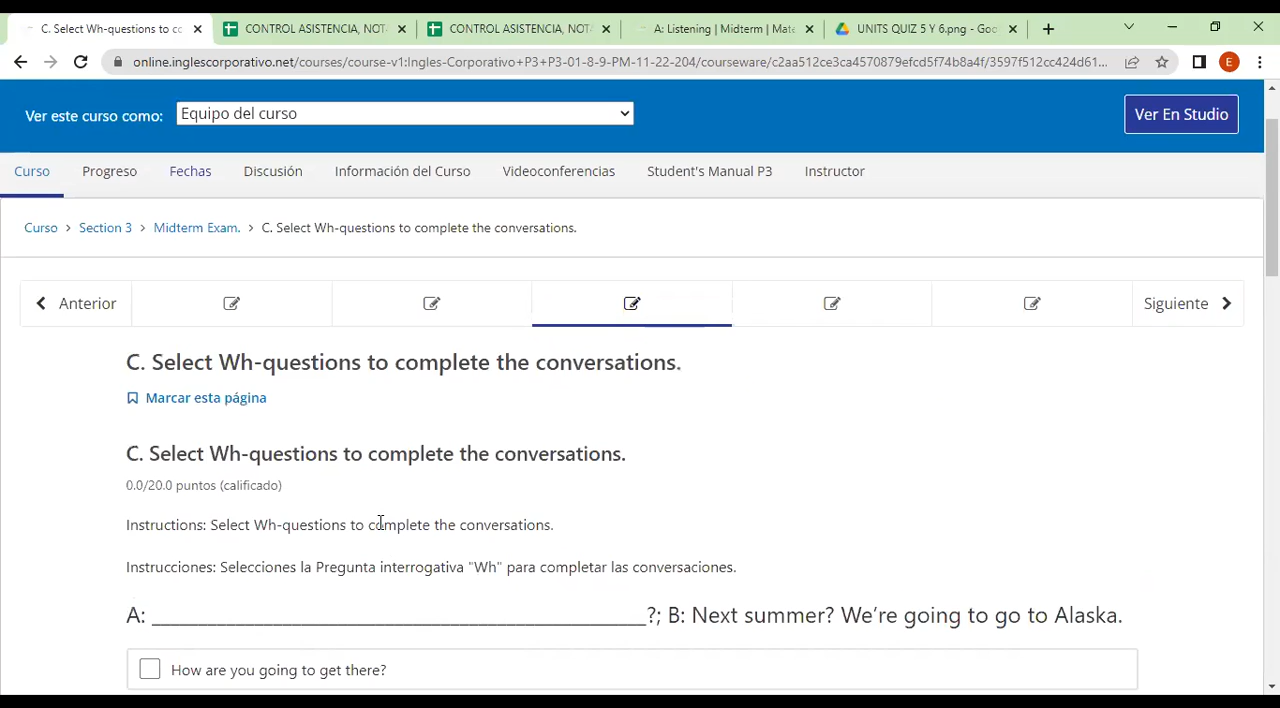 C. Select Wh-questions to co
CONTROL ASISTENCIA, NOT
CONTROL ASISTENCIA, NOT
A: Listening | Midterm | Mate
UNITS QUIZ 5 Y 6.png - Goo
online.inglescorporativo.net/courses/course-v1:Ingles-Corporativo+P3+P3-01-8-9-PM-11-22-204/courseware/c2aa512ce3ca4570879efcd5f74b8a4f/3597f512cc424d61...
E
Ver este curso como:
Equipo del curso
Ver En Studio
Curso
Progreso
Fechas
Discusión
Información del Curso
Videoconferencias
Student's Manual P3
Instructor
Curso > Section 3 > Midterm Exam. > C. Select Wh-questions to complete the conversations.
Anterior
Siguiente
C. Select Wh-questions to complete the conversations.
Marcar esta página
C. Select Wh-questions to complete the conversations.
0.0/20.0 puntos (calificado)
Instructions: Select Wh-questions to complete the conversations.
Instrucciones: Selecciones la Pregunta interrogativa "Wh" para completar las conversaciones.
A: ________________________________________?; B: Next summer? We’re going to go to Alaska.
How are you going to get there?